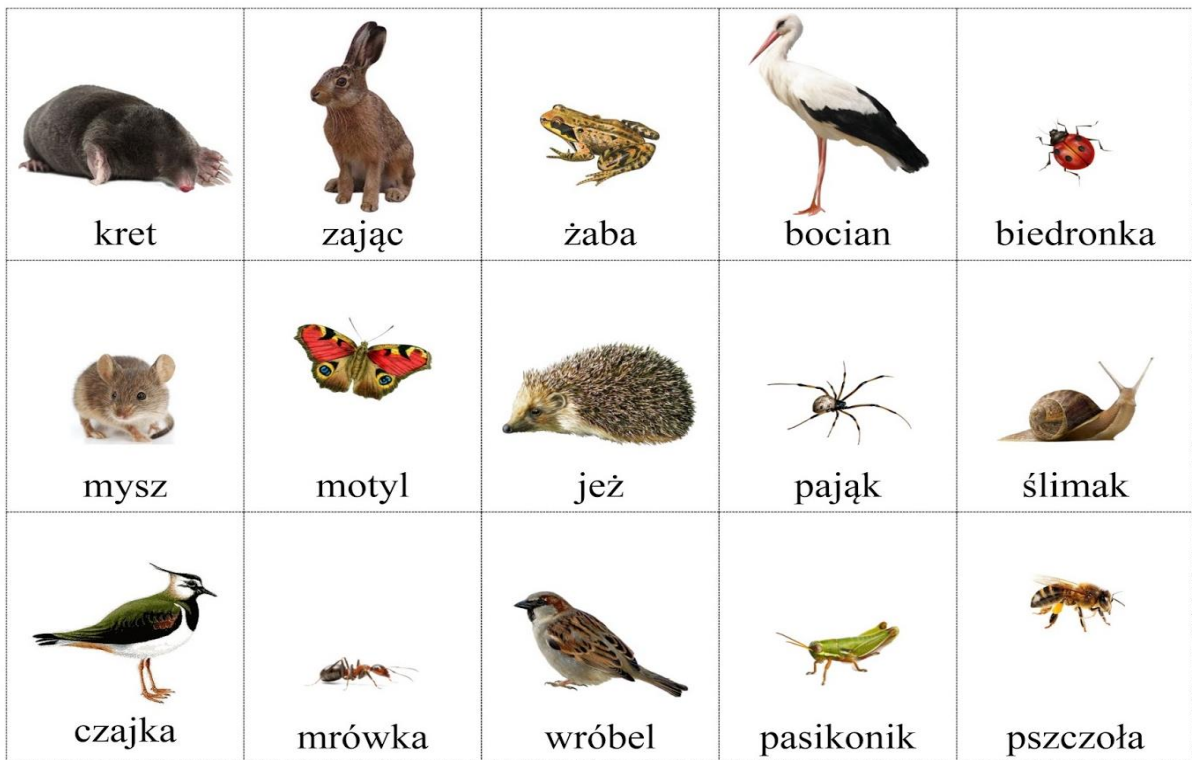 kret zając żaba bocian biedronka
mysz motyl jeż pająk ślimak
czajka mrówka wróbel pasikonik pszczoła